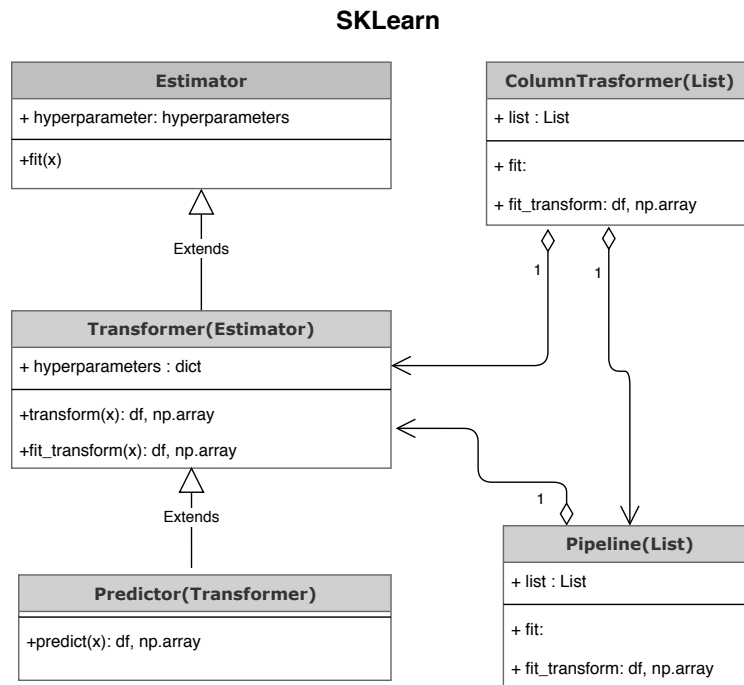 SKLearn
Estimator
+ hyperparameter: hyperparameters
+fit(x)
Extends
Transformer(Estimator)
+ hyperparameters : dict
+transform(x): df, np.array
+fit_transform(x): df, np.array
Extends
Predictor(Transformer)
+predict(x): df, np.array
ColumnTrasformer(List)
+ list : List
+ fit:
+ fit_transform: df, np.array
1
1
1
Pipeline(List)
+ list : List
+ fit:
+ fit_transform: df, np.array